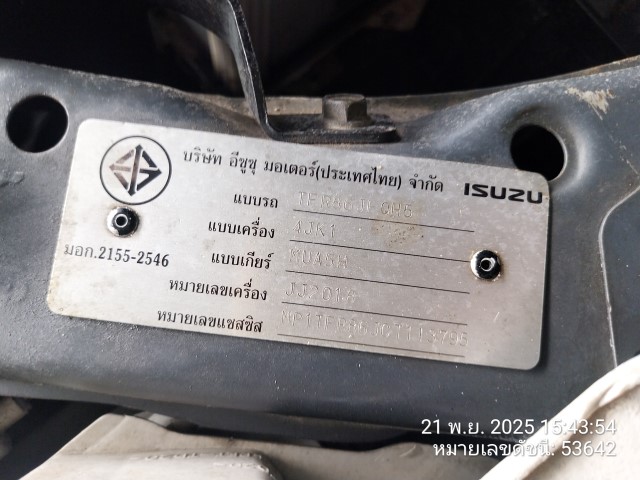 บริษัท อีซูซุ มอเตอร์(ประเทศไทย) จำกัด ISUZU
แบบรถ
แบบเครื่อง 4JK1
มอก.2155-2546
แบบเกียร์
หมายเลขเครื่อง
หมายเลขแชสซิส
21 พ.ย. 2025 15:43:54
หมายเลขดัชนี: 53642